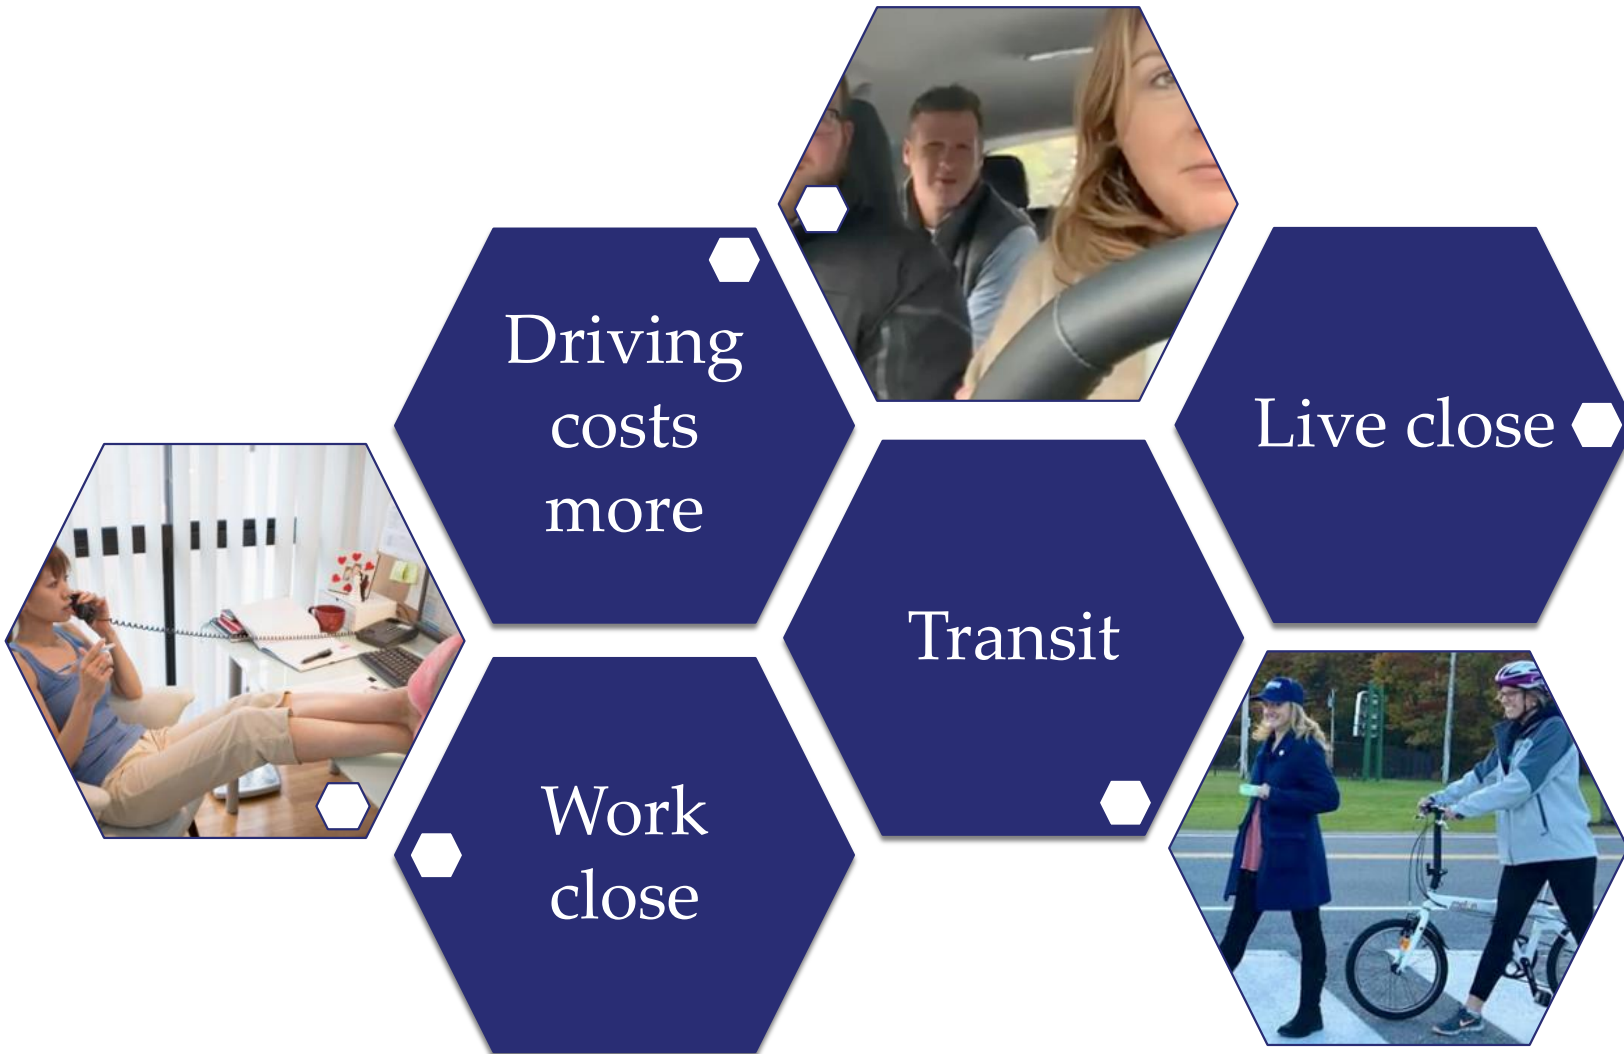 Driving
costs
more
Live close
Transit
Work
close